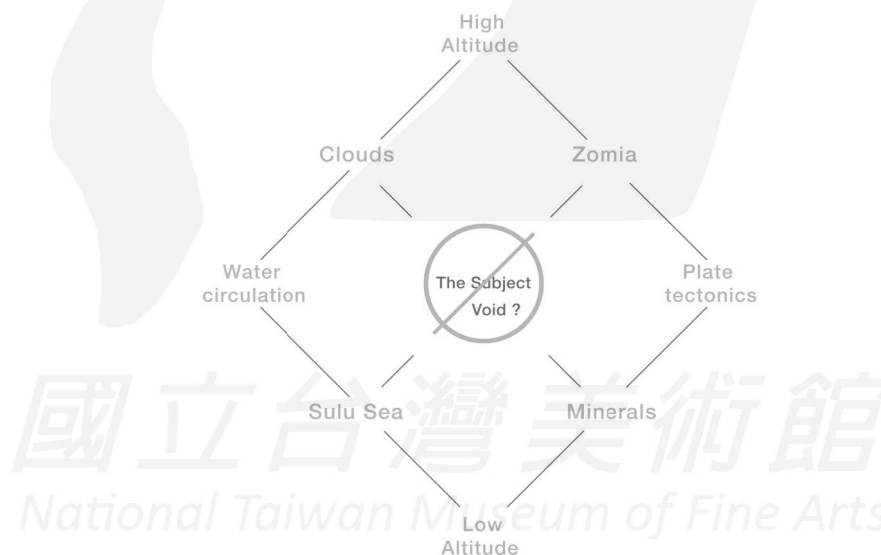 High
Altitude
Clouds
Zomia
Water
circulation
The Subject
Void ?
Plate
tectonics
Sulu Sea
Minerals
國立台灣美術館
National Taiwan Museum of Fine Arts
Low
Altitude